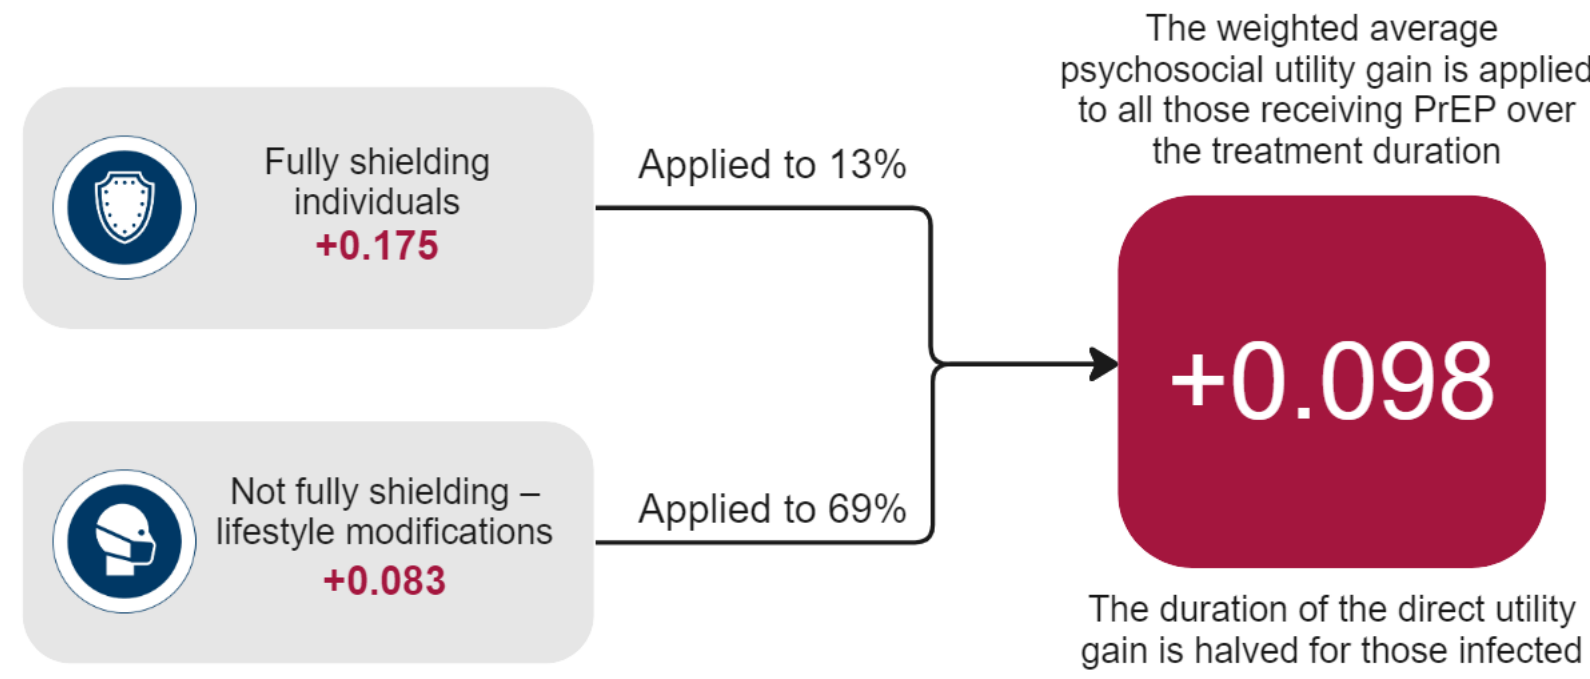 Fully shielding
individuals
+0.175
Applied to 13%
Not fully shielding –
lifestyle modifications
+0.083
Applied to 69%
The weighted average
psychosocial utility gain is applied
to all those receiving PrEP over
the treatment duration
+0.098
The duration of the direct utility
gain is halved for those infected